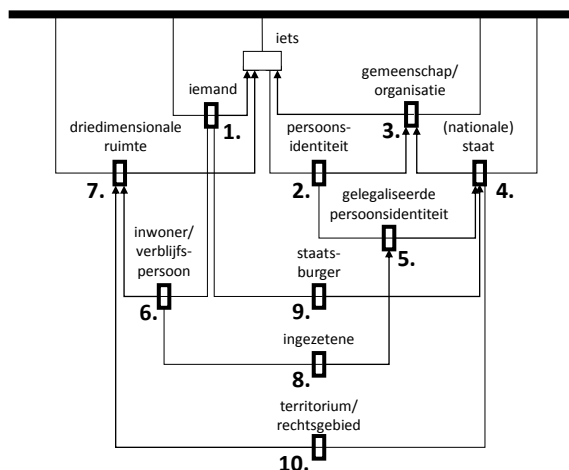 iets
iemand
1.
gemeenschap/
organisatie
3.
driedimensionale
ruimte
7.
persoons-
identiteit
2.
(nationale)
staat
4.
gelegaliseerde
persoonsidentiteit
5.
inwoner/
verblijfs-
persoon
6.
staats-
burger
9.
ingezetene
8.
territorium/
rechtsgebied
10.